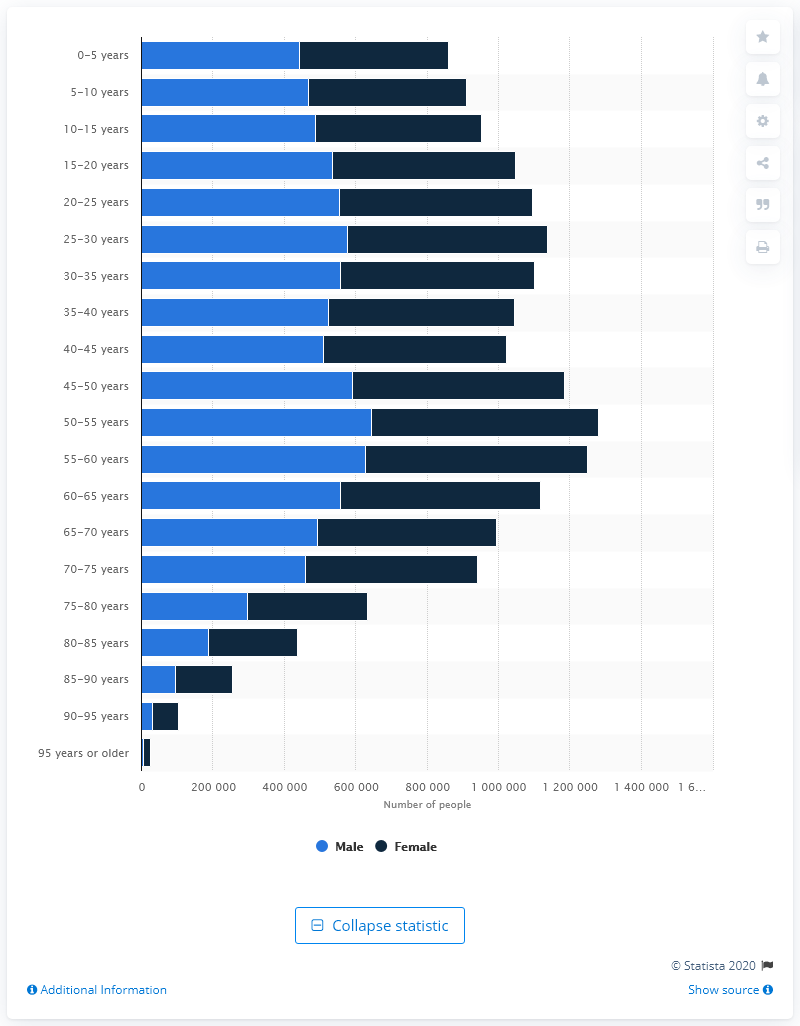 0–5 years
5–10 years
10–15 years
15–20 years
20–25 years
25–30 years
30–35 years
35–40 years
40–45 years
45–50 years
50–55 years
55–60 years
60–65 years
65–70 years
70–75 years
75–80 years
80–85 years
85–90 years
90–95 years
95 years or older
0 200 000 400 000 600 000 800 000 1 000 000 1 200 000 1 400 000 1 6…
Number of people
Male Female
Collapse statistic
© Statista 2020
Additional Information Show source